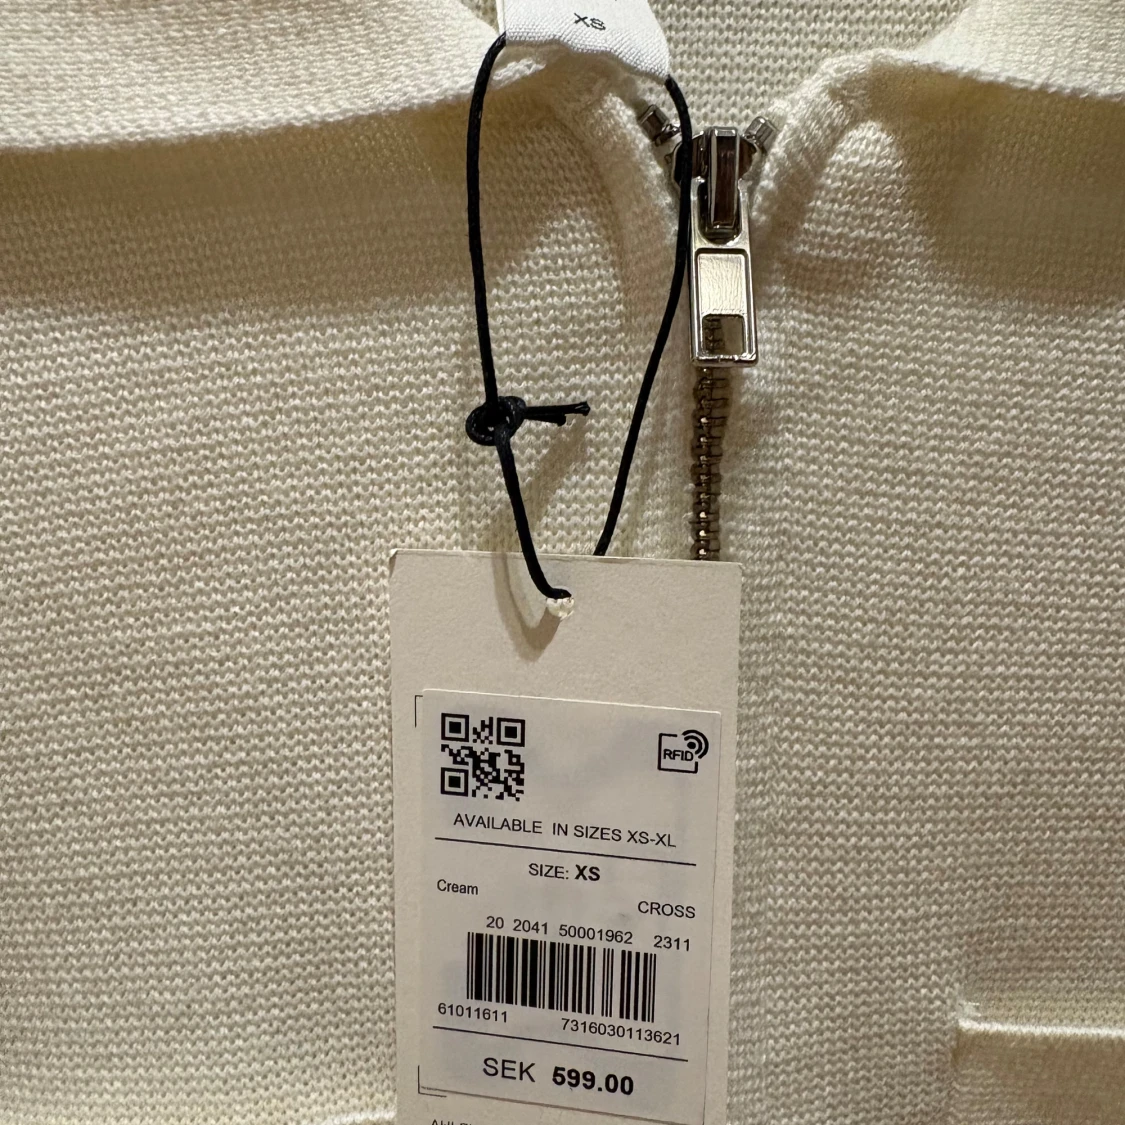 XS
RFID
AVAILABLE IN SIZES XS-XL
SIZE: XS
Cream
CROSS
20 2041 50001962 2311
61011611
7316030113621
SEK 599.00